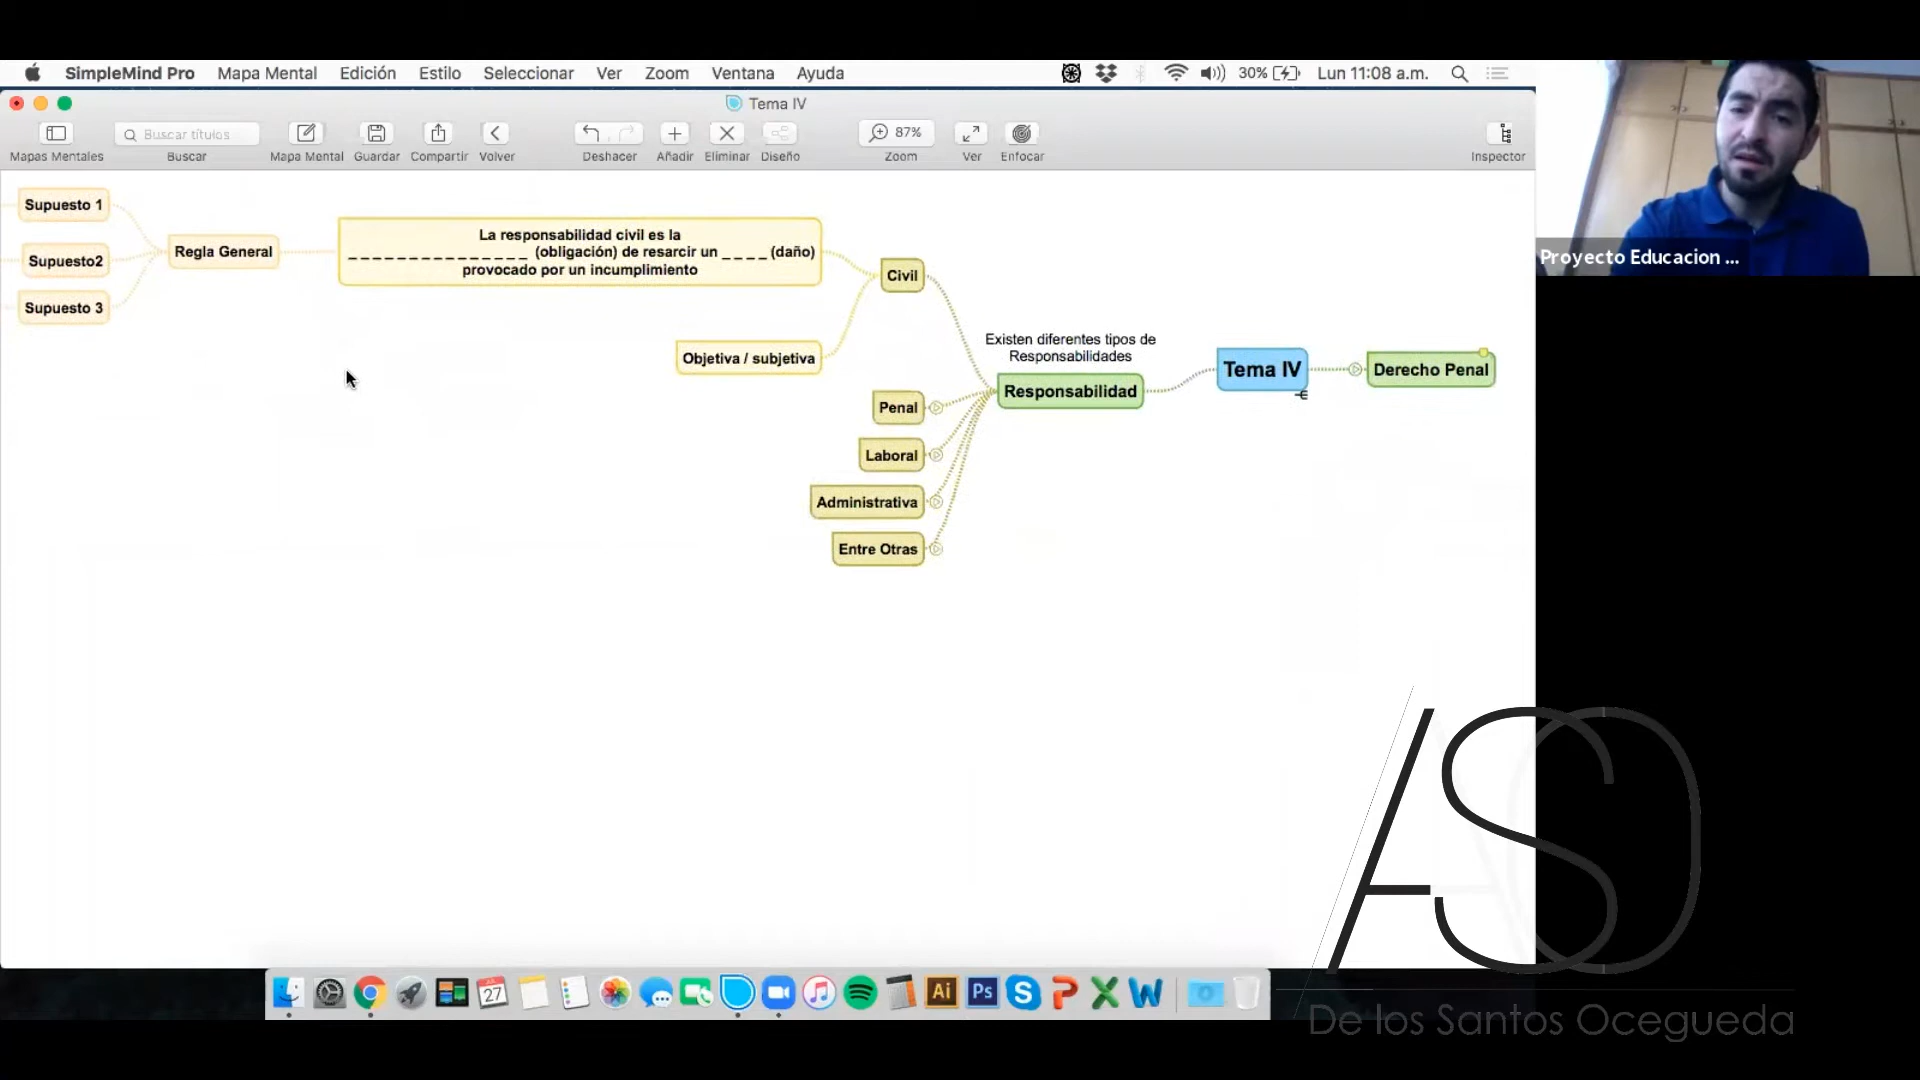 SimpleMind Pro Mapa Mental Edición Estilo Seleccionar Ver Zoom Ventana Ayuda 30% Lun 11:08 a.m.
Tema IV
Buscar títulos 87%
Mapas Mentales Buscar Mapa Mental Guardar Compartir Volver Deshacer Añadir Eliminar Diseño Zoom Ver Enfocar Inspector
Supuesto 1
Supuesto2
Supuesto 3
Regla General
La responsabilidad civil es la
_ _ _ _ _ _ _ _ _ _ _ _ _ _ _ (obligación) de resarcir un _ _ _ _ (daño)
provocado por un incumplimiento
Civil
Objetiva / subjetiva
Existen diferentes tipos de
Responsabilidades
Responsabilidad
Tema IV
Derecho Penal
Penal
Laboral
Administrativa
Entre Otras
Proyecto Educacion ...
27
Ai
Ps
ASO
De los Santos Ocegueda